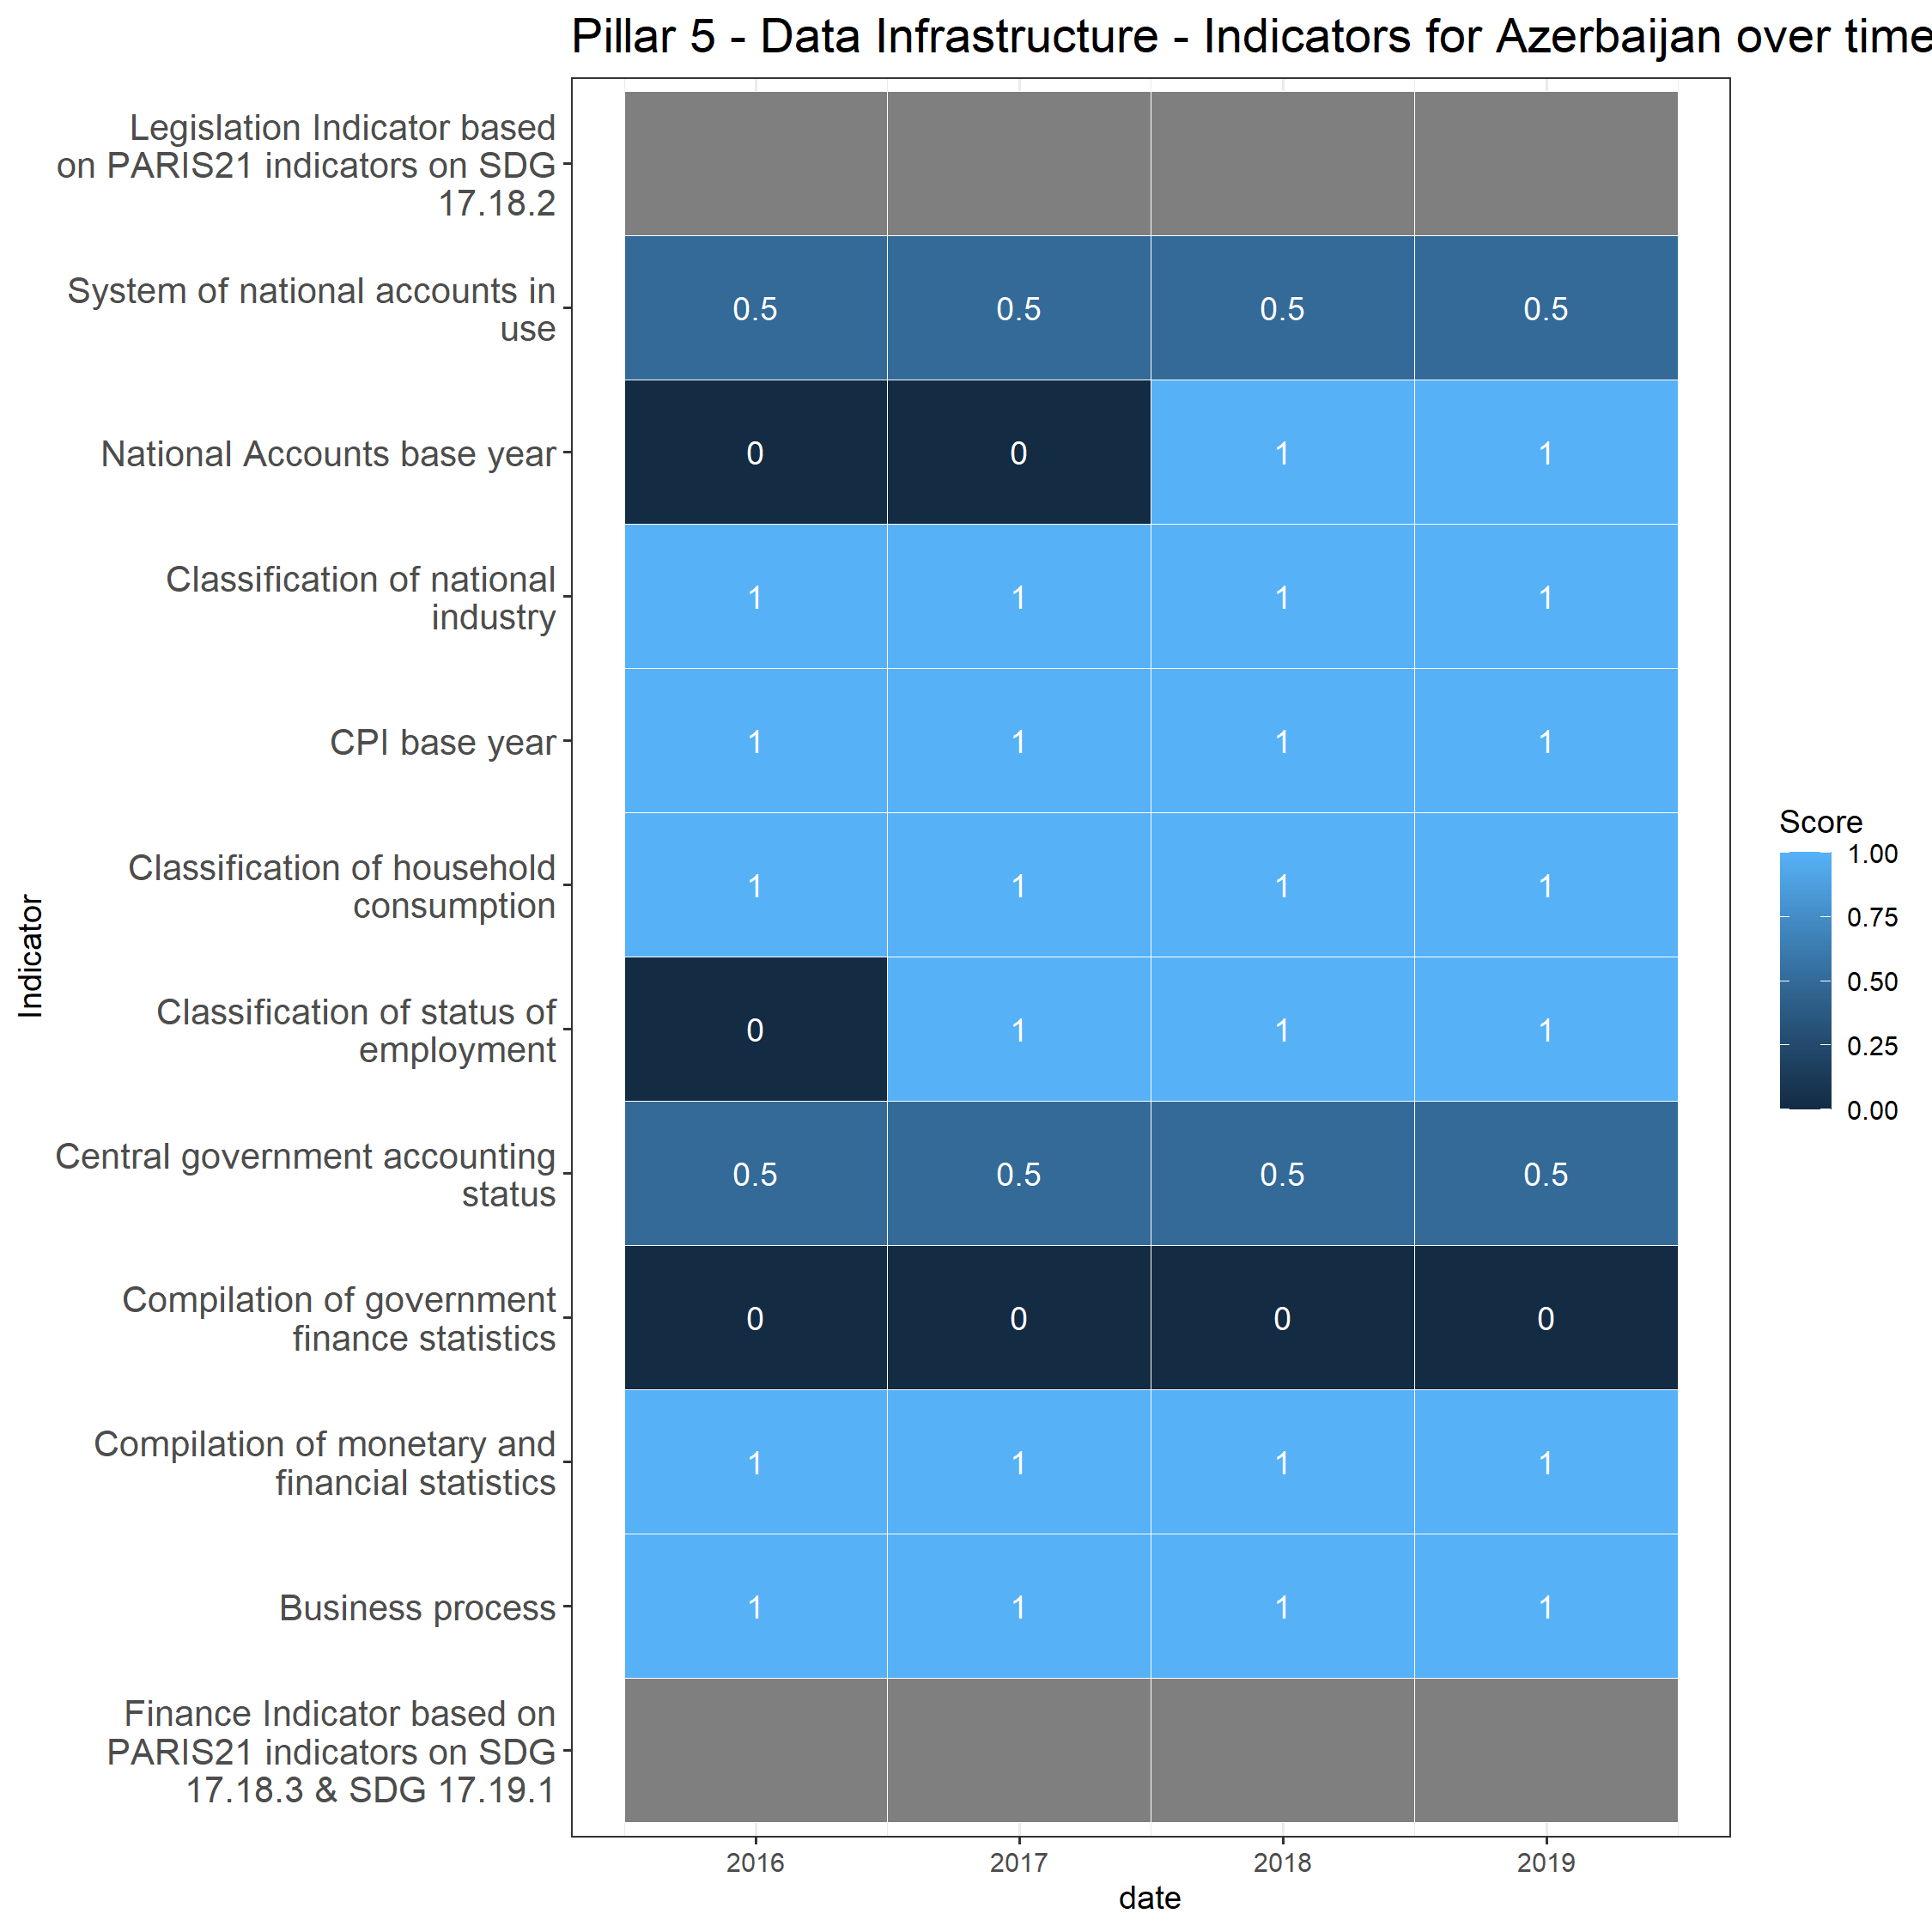 Pillar 5 - Data Infrastructure - Indicators for Azerbaijan over time
Legislation Indicator based
on PARIS21 indicators on SDG
17.18.2
System of national accounts in
use
0.5 0.5 0.5 0.5
National Accounts base year
0 0 1 1
Classification of national
industry
1 1 1 1
CPI base year
1 1 1 1
Classification of household
consumption
1 1 1 1
Classification of status of
employment
0 1 1 1
Central government accounting
status
0.5 0.5 0.5 0.5
Compilation of government
finance statistics
0 0 0 0
Compilation of monetary and
financial statistics
1 1 1 1
Business process
1 1 1 1
Finance Indicator based on
PARIS21 indicators on SDG
17.18.3 & SDG 17.19.1
Indicator
2016 2017 2018 2019
date
Score
1.00
0.75
0.50
0.25
0.00